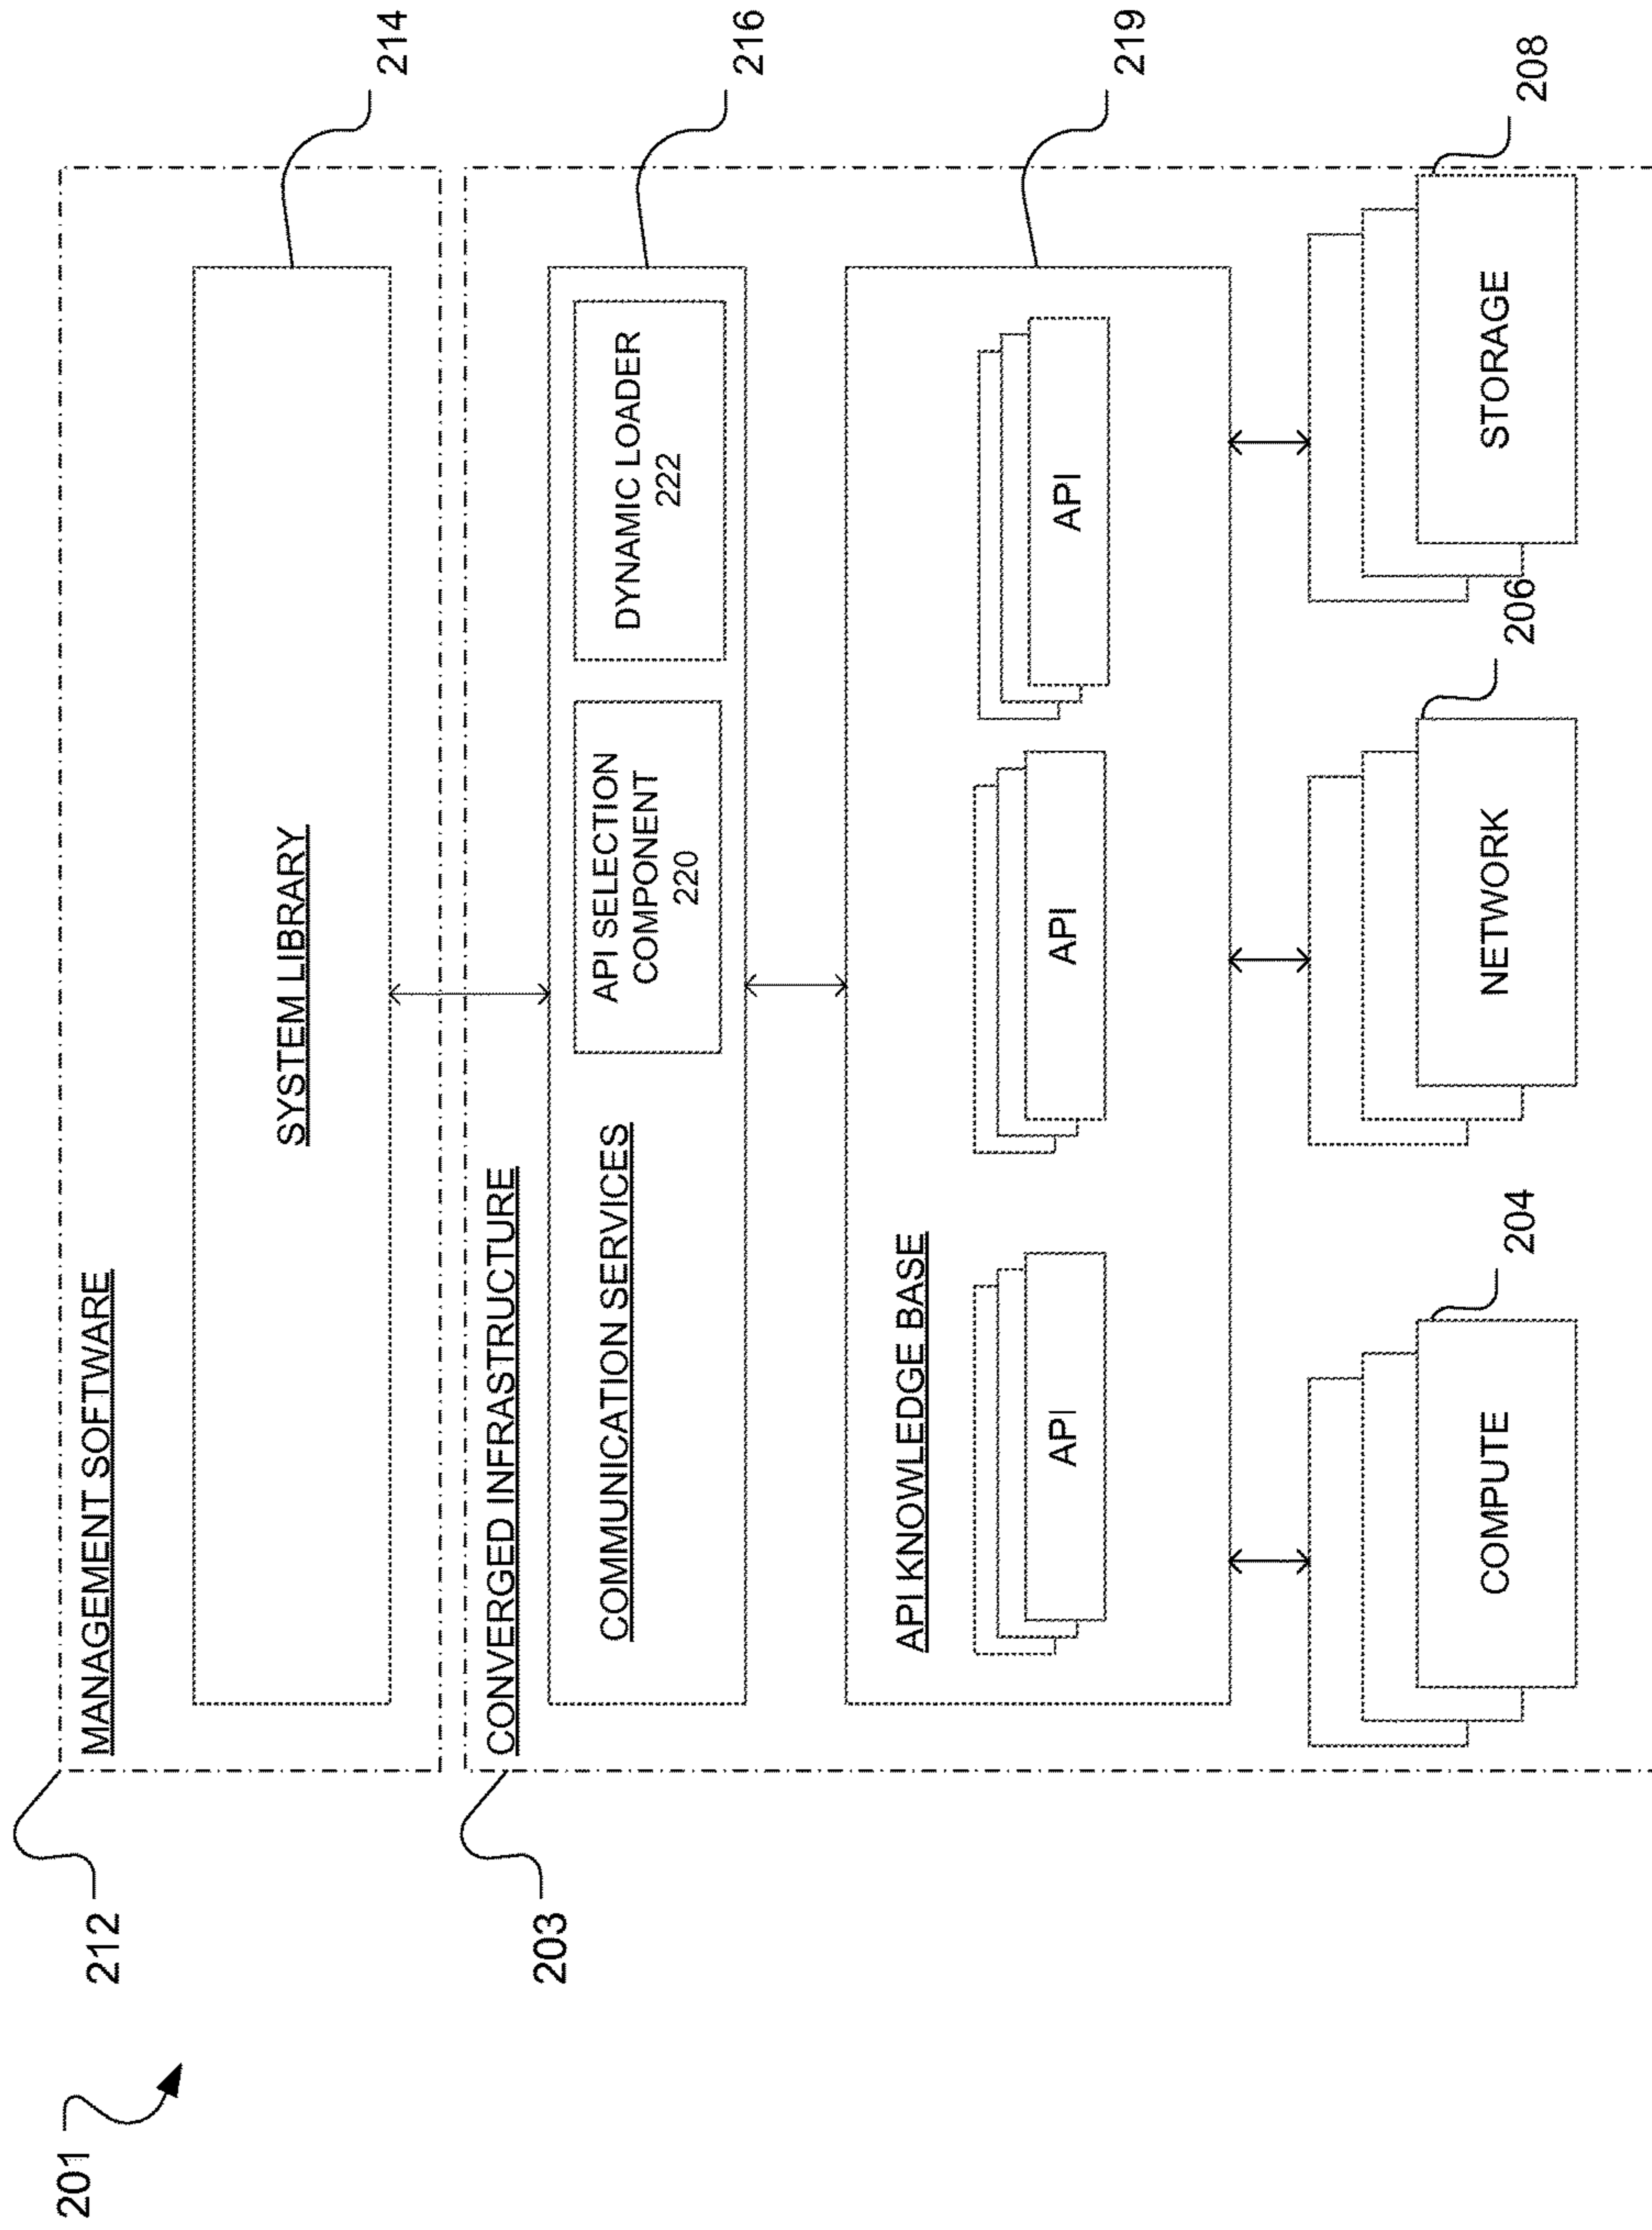 201
212
MANAGEMENT SOFTWARE
SYSTEM LIBRARY
214
203
CONVERGED INFRASTRUCTURE
COMMUNICATION SERVICES
API SELECTION
COMPONENT
220
DYNAMIC LOADER
222
216
API KNOWLEDGE BASE
API
API
API
219
COMPUTE
204
NETWORK
206
STORAGE
208